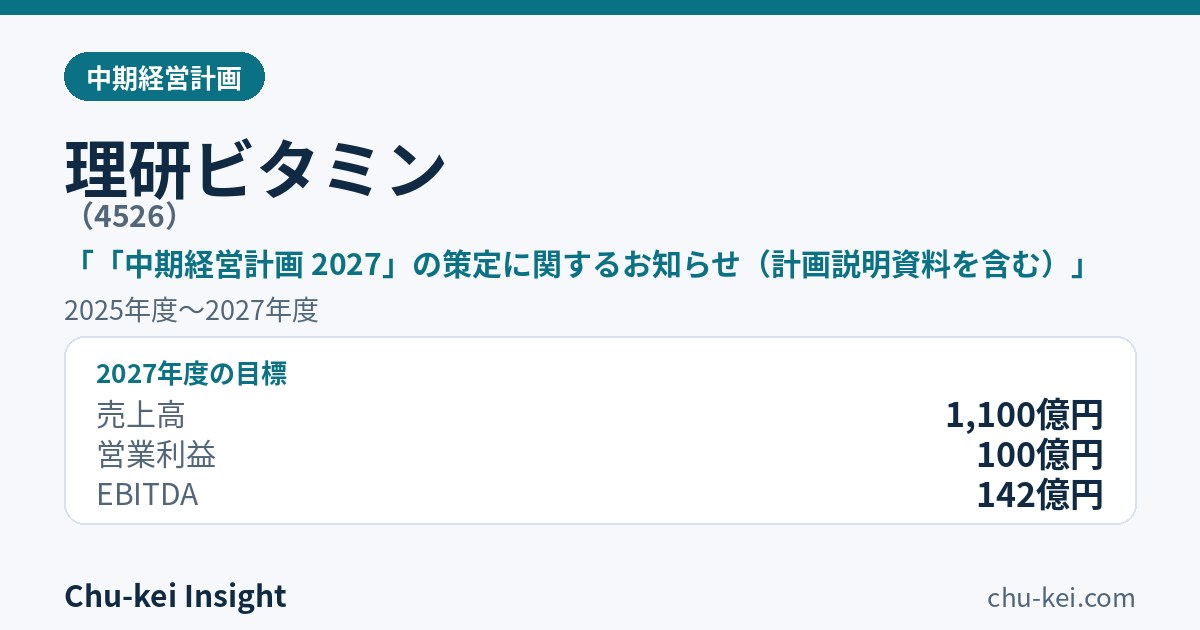 中期経営計画
理研ビタミン
（4526）
「「中期経営計画 2027」の策定に関するお知らせ（計画説明資料を含む）」
2025年度〜2027年度
2027年度の目標
売上高 1,100億円
営業利益 100億円
EBITDA 142億円
Chu-kei Insight chu-kei.com